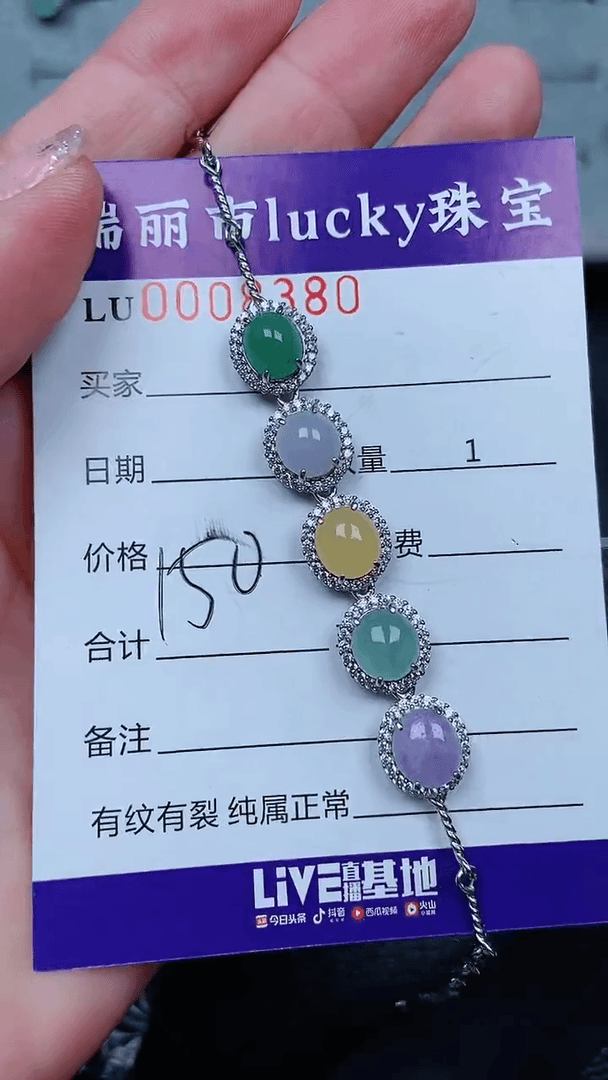 瑞丽市lucky珠宝
LU0008380
买家
日期 量 1
价格 150 费
合计
备注
有纹有裂 纯属正常
LiVE直播基地
今日头条 抖音 西瓜视频 火山